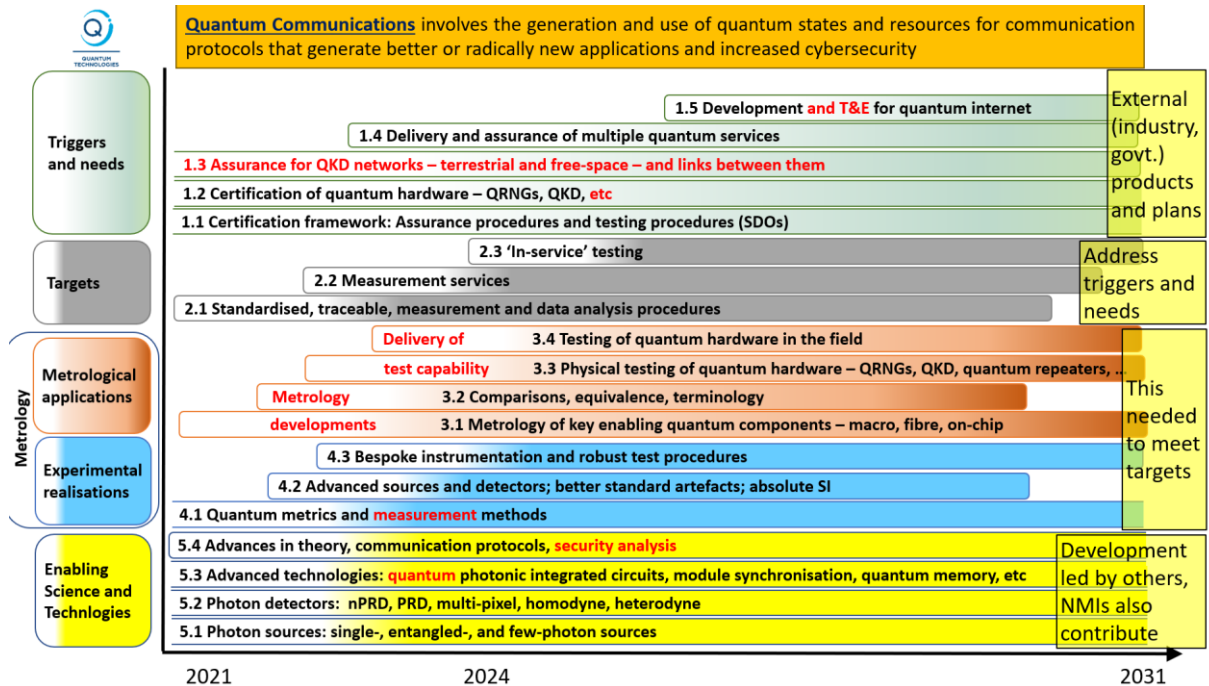 Quantum Communications involves the generation and use of quantum states and resources for communication
protocols that generate better or radically new applications and increased cybersecurity
Q
QUANTUM
TECHNOLOGIES
Triggers
and needs
1.5 Development and T&E for quantum internet
1.4 Delivery and assurance of multiple quantum services
1.3 Assurance for QKD networks – terrestrial and free-space – and links between them
1.2 Certification of quantum hardware – QRNGs, QKD, etc
1.1 Certification framework: Assurance procedures and testing procedures (SDOs)
External
(industry,
govt.)
products
and plans
Targets
2.3 ‘In-service’ testing
2.2 Measurement services
2.1 Standardised, traceable, measurement and data analysis procedures
Address
triggers and
needs
Metrology
Metrological
applications
Delivery of 3.4 Testing of quantum hardware in the field
test capability 3.3 Physical testing of quantum hardware – QRNGs, QKD, quantum repeaters, …
Metrology 3.2 Comparisons, equivalence, terminology
developments 3.1 Metrology of key enabling quantum components – macro, fibre, on-chip
Experimental
realisations
4.3 Bespoke instrumentation and robust test procedures
4.2 Advanced sources and detectors; better standard artefacts; absolute SI
4.1 Quantum metrics and measurement methods
This
needed
to meet
targets
Enabling
Science and
Technologies
5.4 Advances in theory, communication protocols, security analysis
5.3 Advanced technologies: quantum photonic integrated circuits, module synchronisation, quantum memory, etc
5.2 Photon detectors: nPRD, PRD, multi-pixel, homodyne, heterodyne
5.1 Photon sources: single-, entangled-, and few-photon sources
Development
led by others,
NMIs also
contribute
2021
2024
2031